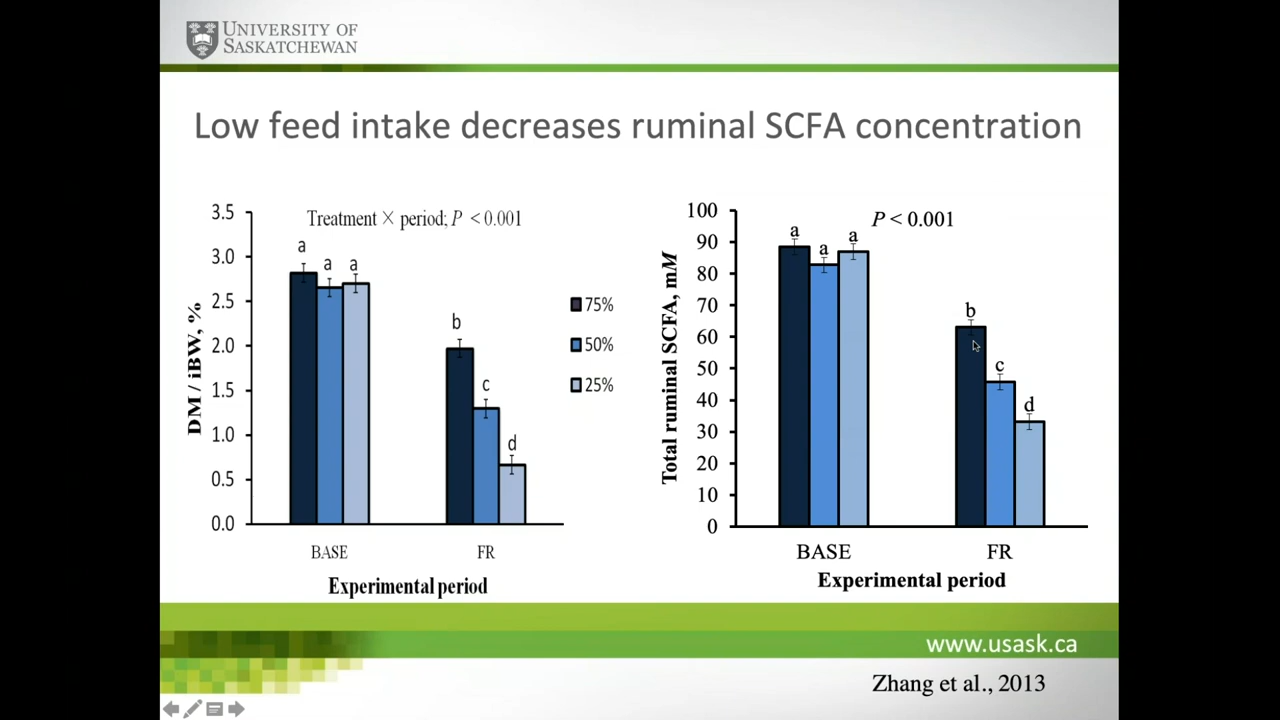 UNIVERSITY OF
SASKATCHEWAN
Low feed intake decreases ruminal SCFA concentration
DM / iBW, %
3.5
3.0
2.5
2.0
1.5
1.0
0.5
0.0
Treatment × period; P < 0.001
a
a
a
b
c
d
BASE
FR
Experimental period
75%
50%
25%
Total ruminal SCFA, mM
100
90
80
70
60
50
40
30
20
10
0
P < 0.001
a
a
a
b
c
d
BASE
FR
Experimental period
www.usask.ca
Zhang et al., 2013